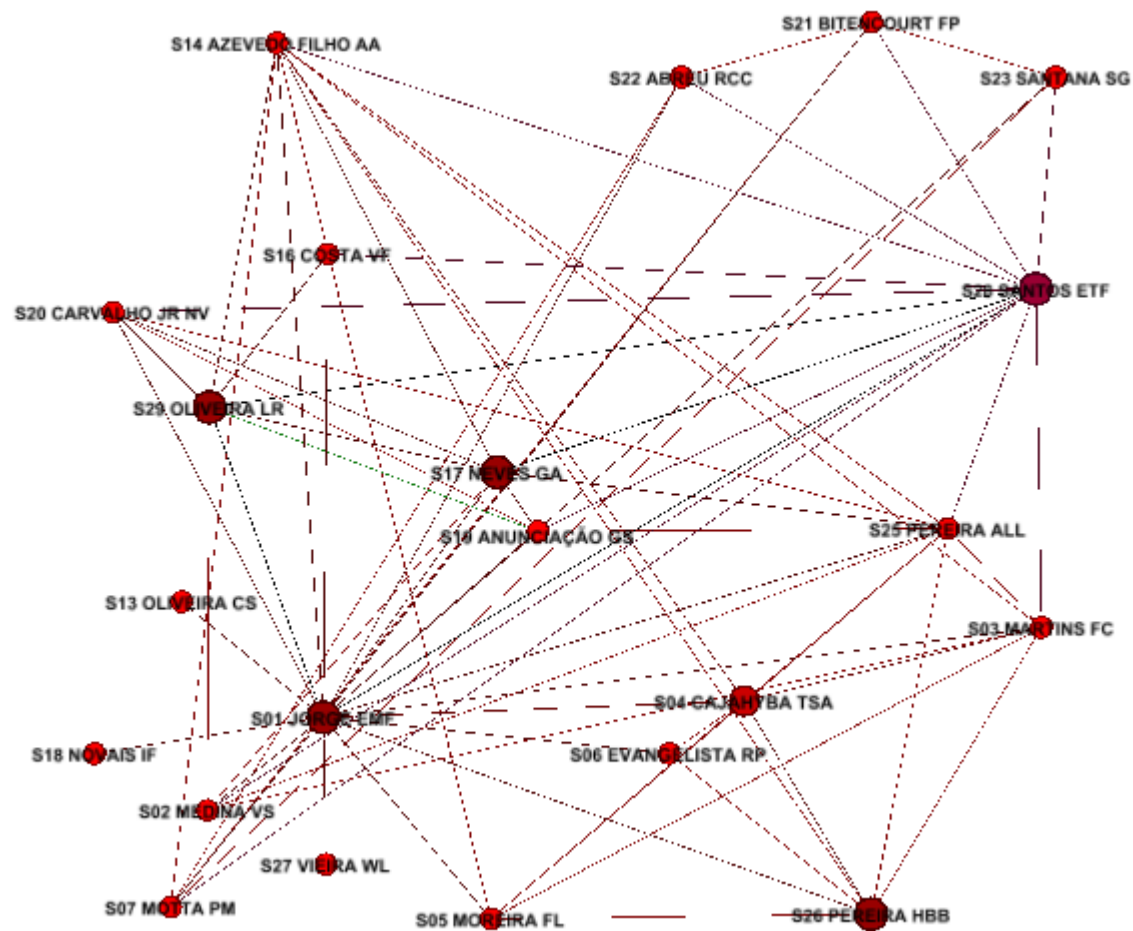 S21 BITENCOURT FP
S14 AZEVEDO FILHO AA
S22 ABREU RCC
S23 SANTANA SG
S16 COSTA VF
S28 SANTOS ETF
S20 CARVALHO JR NV
S29 OLIVEIRA LR
S17 NEVES GA
S19 ANUNCIAÇÃO GS
S25 PEREIRA ALL
S13 OLIVEIRA CS
S03 MARTINS FC
S04 CAJAHYBA TSA
S01 JORGE EMF
S18 NOVAIS IF
S06 EVANGELISTA RP
S02 MEDINA VS
S27 VIEIRA WL
S07 MOTTA PM
S05 MOREIRA FL
S26 PEREIRA HBB